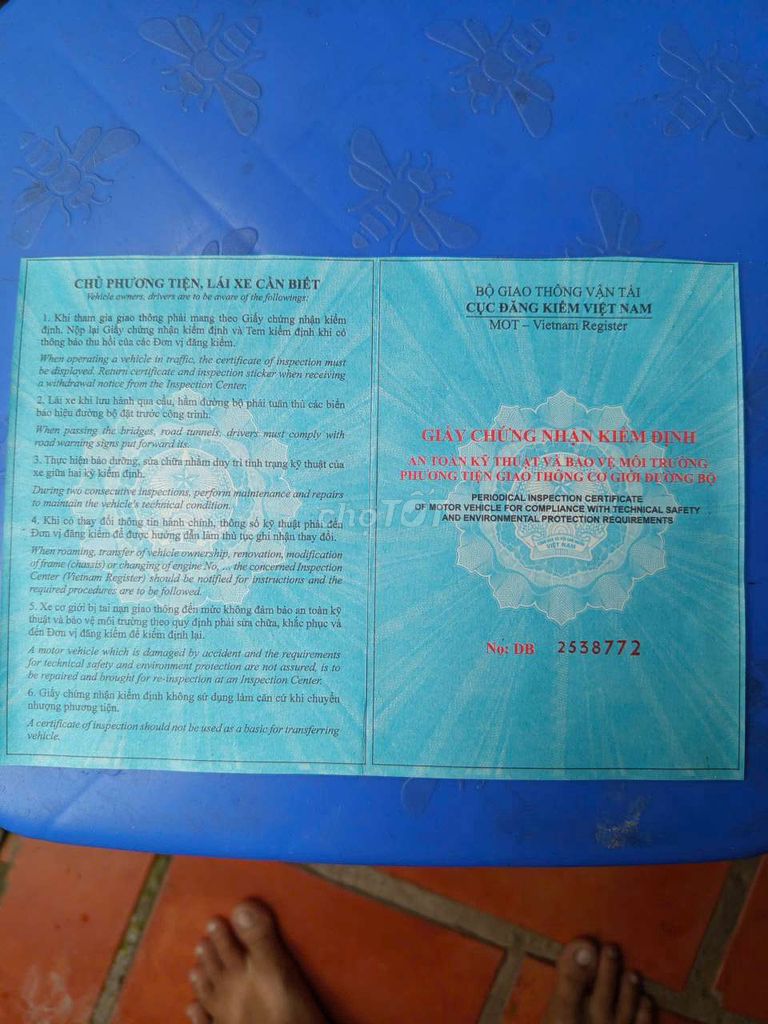 CHỦ PHƯƠNG TIỆN, LÁI XE CẦN BIẾT
Vehicle owners, drivers are to be aware of the followings:
1. Khi tham gia giao thông phải mang theo Giấy chứng nhận kiểm
định. Nộp lại Giấy chứng nhận kiểm định và Tem kiểm định khi có
thông báo thu hồi của các Đơn vị đăng kiểm.
When operating a vehicle in traffic, the certificate of inspection must
be displayed. Return certificate and inspection sticker when receiving
a withdrawal notice from the Inspection Center.
2. Lái xe khi lưu hành qua cầu, hầm đường bộ phải tuân thủ các biển
báo hiệu đường bộ đặt trước công trình.
When passing the bridges, road tunnels, drivers must comply with
road warning signs put forward its.
3. Thực hiện bảo dưỡng, sửa chữa nhằm duy trì tình trạng kỹ thuật của
xe giữa hai kỳ kiểm định.
During two consecutive inspections, perform maintenance and repairs
to maintain the vehicle's technical condition.
4. Khi có thay đổi thông tin hành chính, thông số kỹ thuật phải đến
Đơn vị đăng kiểm để được hướng dẫn làm thủ tục ghi nhận thay đổi.
When roaming, transfer of vehicle ownership, renovation, modification
of frame (chassis) or changing of engine No, ... the concerned Inspection
Center (Vietnam Register) should be notified for instructions and the
required procedures are to be followed.
5. Xe cơ giới bị tai nạn giao thông đến mức không đảm bảo an toàn kỹ
thuật và bảo vệ môi trường theo quy định phải sửa chữa, khắc phục và
đến Đơn vị đăng kiểm để kiểm định lại.
A motor vehicle which is damaged by accident and the requirements
for technical safety and environment protection are not assured, is to
be repaired and brought for re-inspection at an Inspection Center.
6. Giấy chứng nhận kiểm định không sử dụng làm căn cứ khi chuyển
nhượng phương tiện.
A certificate of inspection should not be used as a basic for transferring
vehicle.
BỘ GIAO THÔNG VẬN TẢI
CỤC ĐĂNG KIỂM VIỆT NAM
MOT – Vietnam Register
GIẤY CHỨNG NHẬN KIỂM ĐỊNH
AN TOÀN KỸ THUẬT VÀ BẢO VỆ MÔI TRƯỜNG
PHƯƠNG TIỆN GIAO THÔNG CƠ GIỚI ĐƯỜNG BỘ
PERIODICAL INSPECTION CERTIFICATE
OF MOTOR VEHICLE FOR COMPLIANCE WITH TECHNICAL SAFETY
AND ENVIRONMENTAL PROTECTION REQUIREMENTS
VIỆT NAM
No: DB 2538772
choTỐT